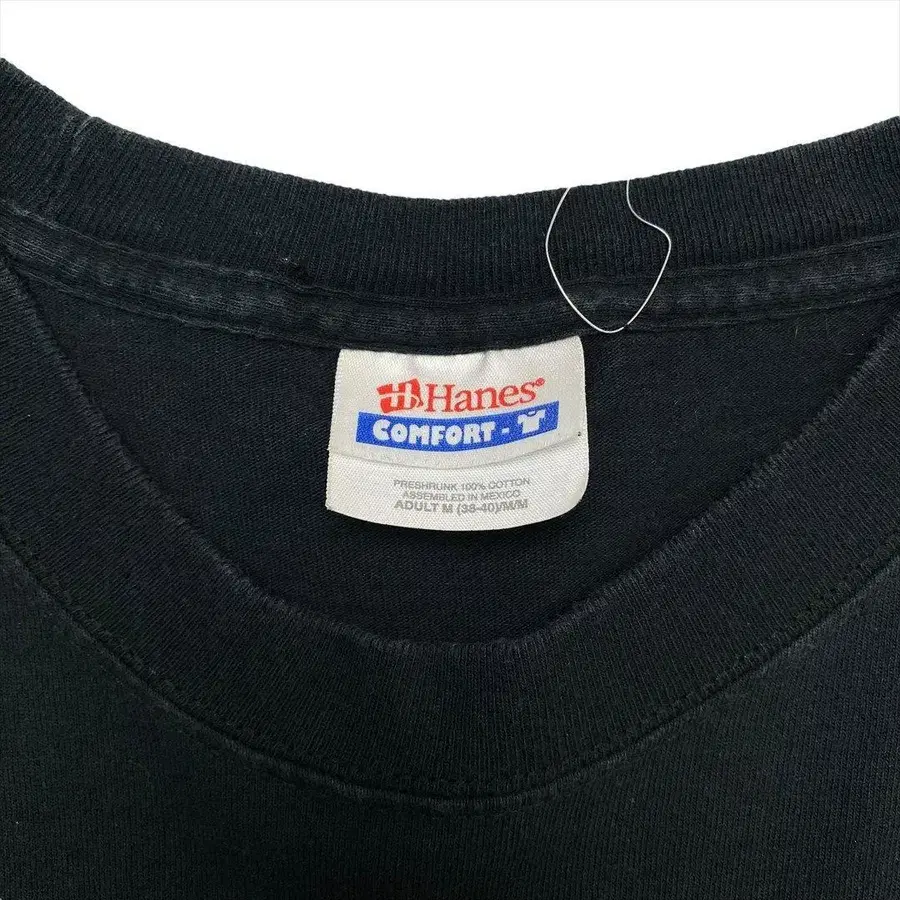 Hanes®
COMFORT -
PRESHRUNK 100% COTTON
ASSEMBLED IN MEXICO
ADULT M (38-40)/M/M